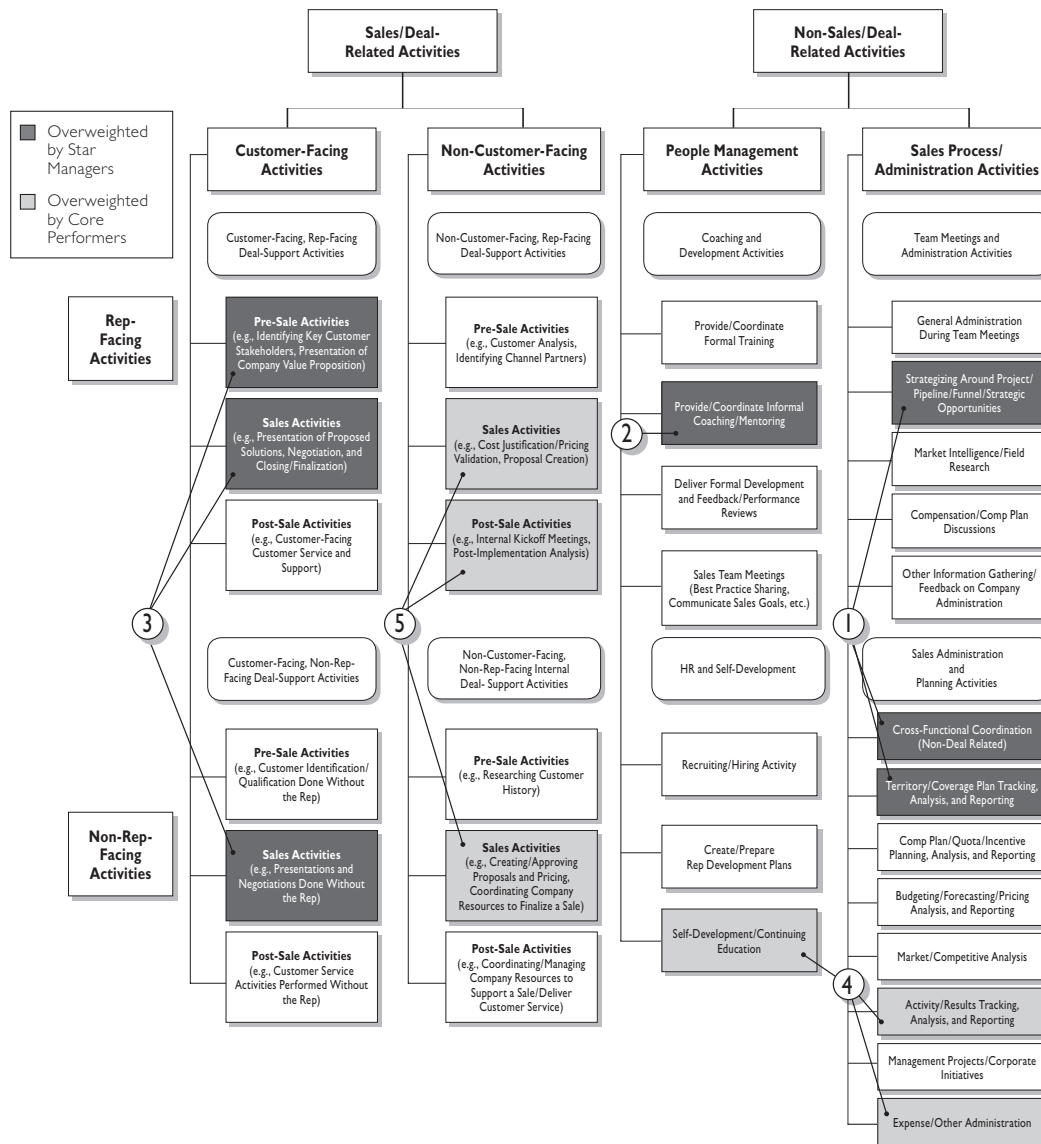 Sales/Deal-
Related Activities
Non-Sales/Deal-
Related Activities
Overweighted
by Star
Managers
Overweighted
by Core
Performers
Customer-Facing
Activities
Non-Customer-Facing
Activities
People Management
Activities
Sales Process/
Administration Activities
Customer-Facing, Rep-Facing
Deal-Support Activities
Non-Customer-Facing, Rep-Facing
Deal-Support Activities
Coaching and
Development Activities
Team Meetings and
Administration Activities
Rep-
Facing
Activities
Pre-Sale Activities
(e.g., Identifying Key Customer
Stakeholders, Presentation of
Company Value Proposition)
Pre-Sale Activities
(e.g., Customer Analysis,
Identifying Channel Partners)
Provide/Coordinate
Formal Training
General Administration
During Team Meetings
Sales Activities
(e.g., Presentation of Proposed
Solutions, Negotiation, and
Closing/Finalization)
Sales Activities
(e.g., Cost Justification/Pricing
Validation, Proposal Creation)
Provide/Coordinate Informal
Coaching/Mentoring
2
Strategizing Around Project/
Pipeline/Funnel/Strategic
Opportunities
Market Intelligence/Field
Research
Post-Sale Activities
(e.g., Customer-Facing
Customer Service and
Support)
Post-Sale Activities
(e.g., Internal Kickoff Meetings,
Post-Implementation Analysis)
Deliver Formal Development
and Feedback/Performance
Reviews
Compensation/Comp Plan
Discussions
Sales Team Meetings
(Best Practice Sharing,
Communicate Sales Goals, etc.)
Other Information Gathering/
Feedback on Company
Administration
3
5
1
Customer-Facing, Non-Rep-
Facing Deal-Support Activities
Non-Customer-Facing,
Non-Rep-Facing Internal
Deal- Support Activities
HR and Self-Development
Sales Administration
and
Planning Activities
Cross-Functional Coordination
(Non-Deal Related)
Non-Rep-
Facing
Activities
Pre-Sale Activities
(e.g., Customer Identification/
Qualification Done Without
the Rep)
Pre-Sale Activities
(e.g., Researching Customer
History)
Recruiting/Hiring Activity
Territory/Coverage Plan Tracking,
Analysis, and Reporting
Sales Activities
(e.g., Presentations and
Negotiations Done Without
the Rep)
Sales Activities
(e.g., Creating/Approving
Proposals and Pricing,
Coordinating Company
Resources to Finalize a Sale)
Create/Prepare
Rep Development Plans
Comp Plan/Quota/Incentive
Planning, Analysis, and Reporting
Budgeting/Forecasting/Pricing
Analysis, and Reporting
Post-Sale Activities
(e.g., Customer Service
Activities Performed Without
the Rep)
Post-Sale Activities
(e.g., Coordinating/Managing
Company Resources to
Support a Sale/Deliver
Customer Service)
Self-Development/Continuing
Education
Market/Competitive Analysis
4
Activity/Results Tracking,
Analysis, and Reporting
Management Projects/Corporate
Initiatives
Expense/Other Administration